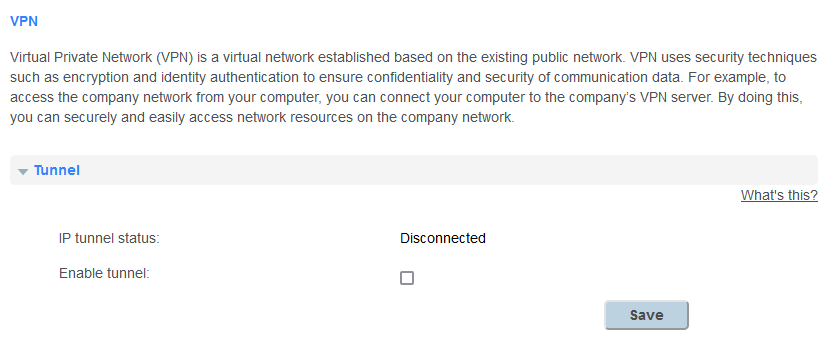 VPN
Virtual Private Network (VPN) is a virtual network established based on the existing public network. VPN uses security techniques
such as encryption and identity authentication to ensure confidentiality and security of communication data. For example, to
access the company network from your computer, you can connect your computer to the company's VPN server. By doing this,
you can securely and easily access network resources on the company network.
Tunnel
What's this?
IP tunnel status: Disconnected
Enable tunnel:
Save